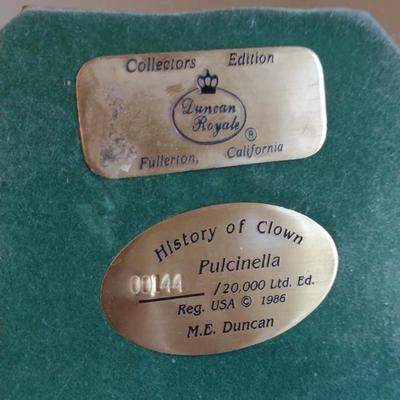 Collectors Edition
Duncan
Royale ®
Fullerton, California
History of Clown
Pulcinella
00144 /20,000 Ltd. Ed.
Reg. USA © 1986
M.E. Duncan